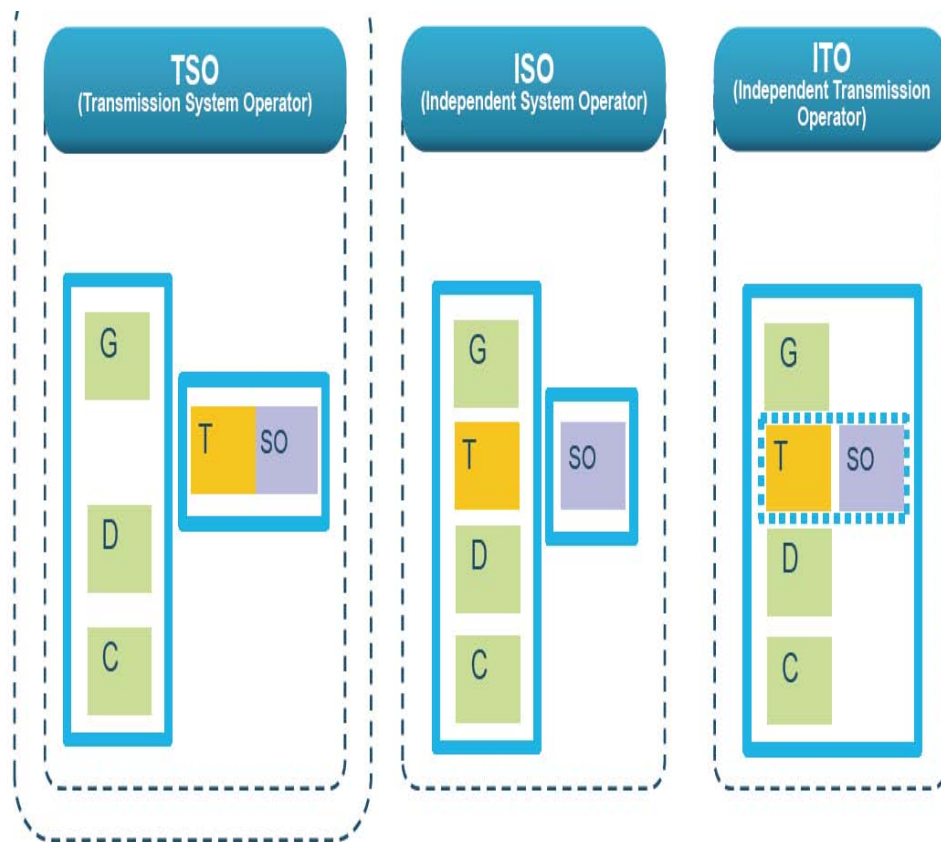 TSO
(Transmission System Operator)
G
T SO
D
C
ISO
(Independent System Operator)
G
T
SO
D
C
ITO
(Independent Transmission
Operator)
G
T SO
D
C